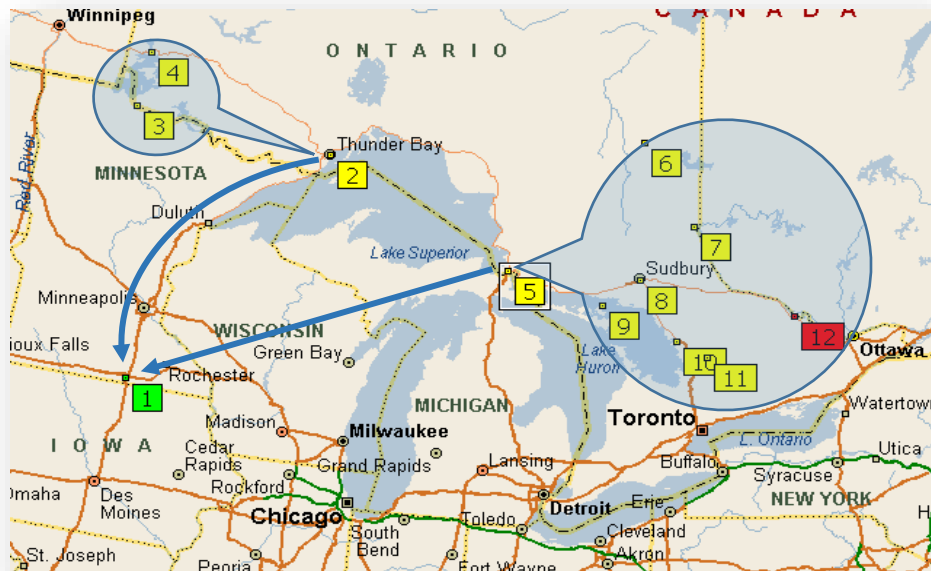 Winnipeg
C A N A D A
O N T A R I O
4
3
Red River
MINNESOTA
Thunder Bay
2
6
Duluth
Lake Superior
7
Sudbury
5
8
Minneapolis
9
12
WISCONSIN
Ottawa
ioux Falls
Green Bay
Lake
Huron
10
11
Rochester
1
MICHIGAN
Watertown
Madison
Toronto
I O W A
Milwaukee
L. Ontario
Cedar
Rapids
Grand Rapids
Lansing
Buffalo
Utica
Rockford
Syracuse
Omaha
Des
Moines
Chicago
Detroit
Erie
NEW YORK
South
Bend
Toledo
Cleveland
H
St. Joseph
Akron
Peoria
Fort Wayne